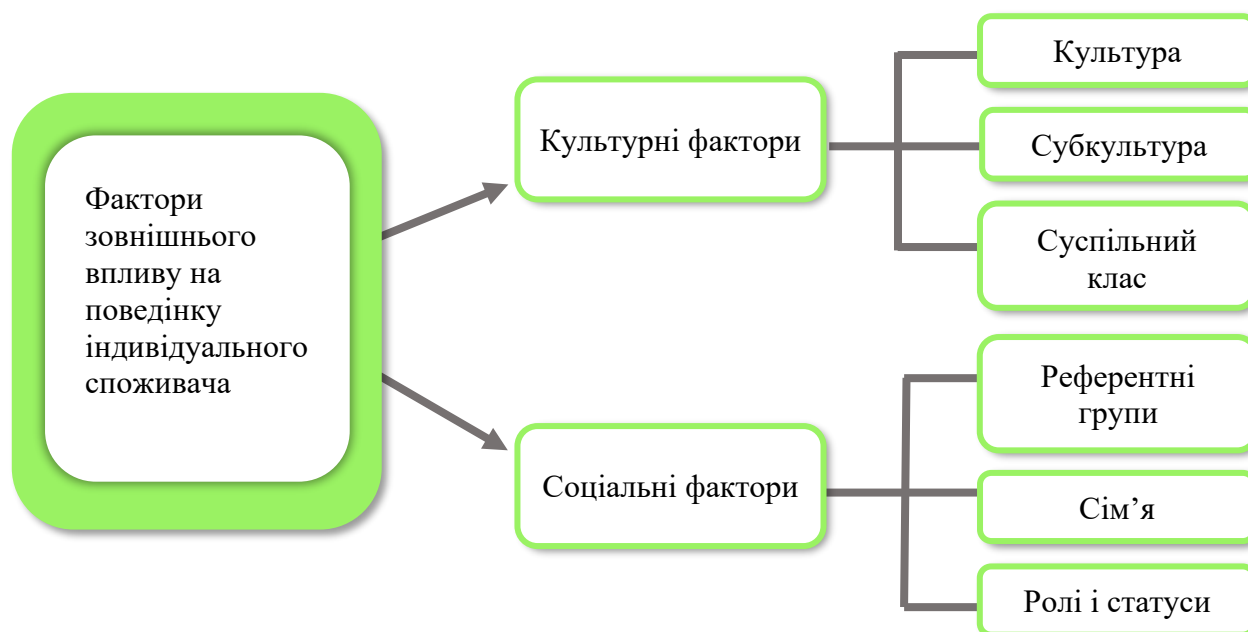 Фактори
зовнішнього
впливу на
поведінку
індивідуального
споживача
Культурні фактори
Культура
Субкультура
Суспільний
клас
Соціальні фактори
Референтні
групи
Сім’я
Ролі і статуси